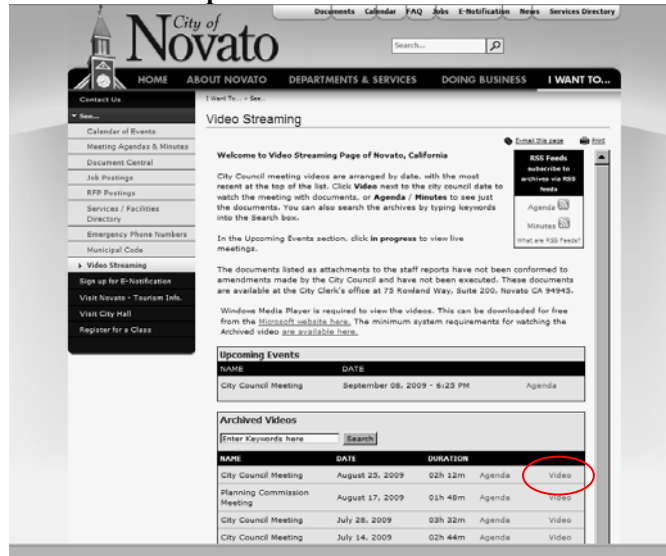 Documents Calendar FAQ Jobs E-Notification News Services Directory
City of
Novato
Search...
HOME ABOUT NOVATO DEPARTMENTS & SERVICES DOING BUSINESS I WANT TO...
Contact Us
See...
Calendar of Events
Meeting Agendas & Minutes
Document Central
Job Postings
RFP Postings
Services / Facilities
Directory
Emergency Phone Numbers
Municipal Code
Video Streaming
Sign up for E-Notification
Visit Novato - Tourism Info.
Visit City Hall
Register for a Class
I Want To... » See...
Video Streaming
E-mail this page print
Welcome to Video Streaming Page of Novato, California
City Council meeting videos are arranged by date, with the most
recent at the top of the list. Click Video next to the city council date to
watch the meeting with documents, or Agenda / Minutes to see just
the documents. You can also search the archives by typing keywords
into the Search box.
In the Upcoming Events section, click in progress to view live
meetings.
RSS Feeds
subscribe to
archives via RSS
feeds
Agenda
Minutes
What are RSS Feeds?
The documents listed as attachments to the staff reports have not been conformed to
amendments made by the City Council and have not been executed. These documents
are available at the City Clerk's office at 75 Rowland Way, Suite 200, Novato CA 94945.
Windows Media Player is required to view the videos. This can be downloaded for free
from the Microsoft website here. The minimum system requirements for watching the
Archived video are available here.
Upcoming Events
NAME DATE
City Council Meeting September 08, 2009 - 6:25 PM Agenda
Archived Videos
Enter Keywords here Search
NAME DATE DURATION
City Council Meeting August 25, 2009 02h 12m Agenda Video
Planning Commission
Meeting August 17, 2009 01h 48m Agenda Video
City Council Meeting July 28, 2009 03h 32m Agenda Video
City Council Meeting July 14, 2009 02h 44m Agenda Video